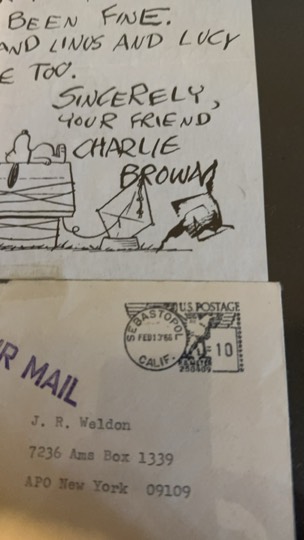 BEEN FINE.
AND LINUS AND LUCY
E TOO.
SINCERELY,
YOUR FRIEND
CHARLIE
BROWN
U.S. POSTAGE
SEBASTOPOL
FEB 17 66
CALIF.
10
R MAIL
J. R. Weldon
7236 Ams Box 1339
APO New York 09109